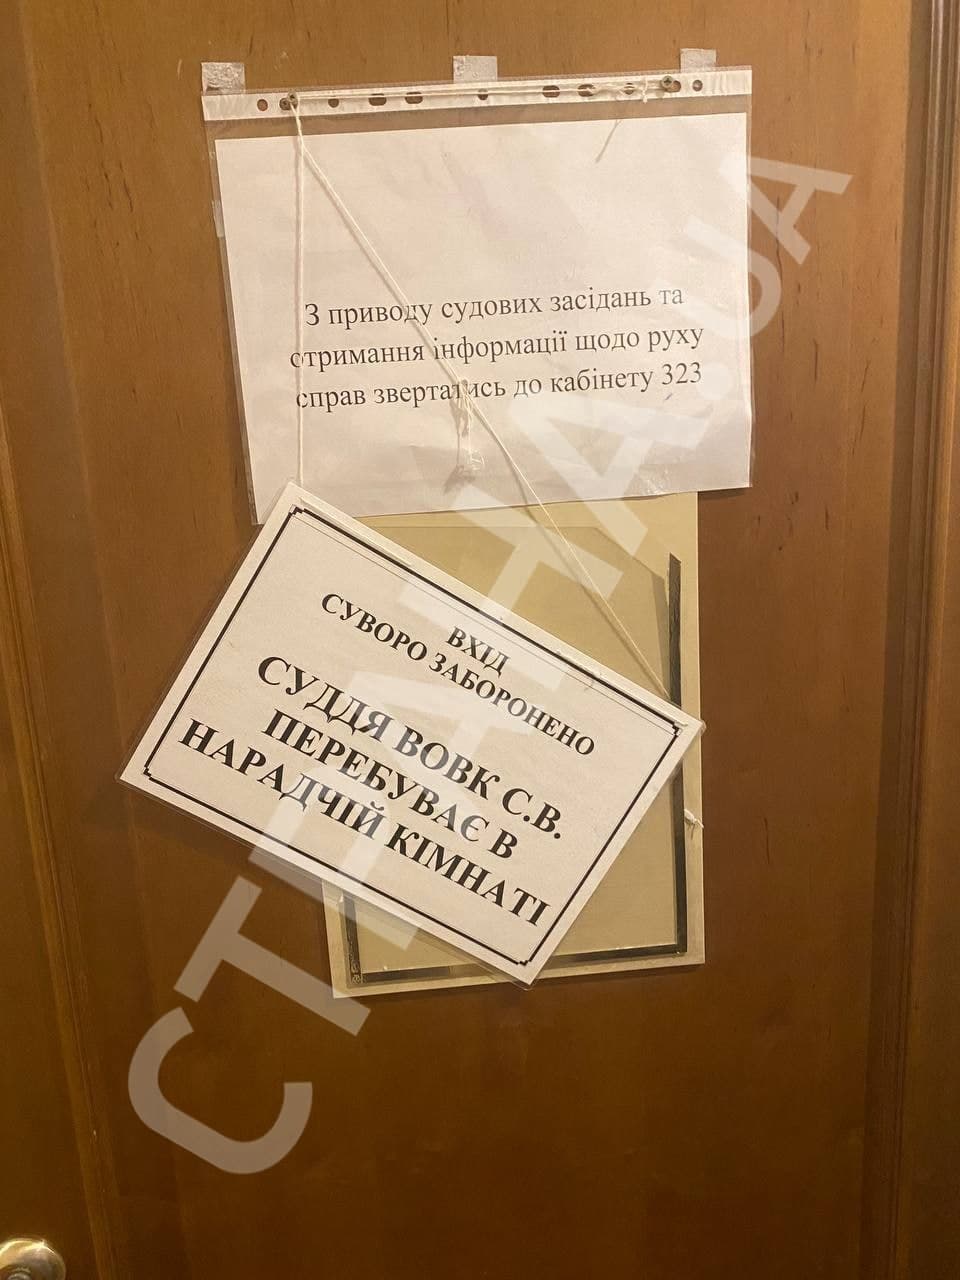 З приводу судових засідань та
отримання інформації щодо руху
справ звертатись до кабінету 323
ВХІД
СУВОРО ЗАБОРОНЕНО
СУДДЯ ВОВК С.В.
ПЕРЕБУВАЄ В
НАРАДЧІЙ КІМНАТІ
СТРАНА.UA